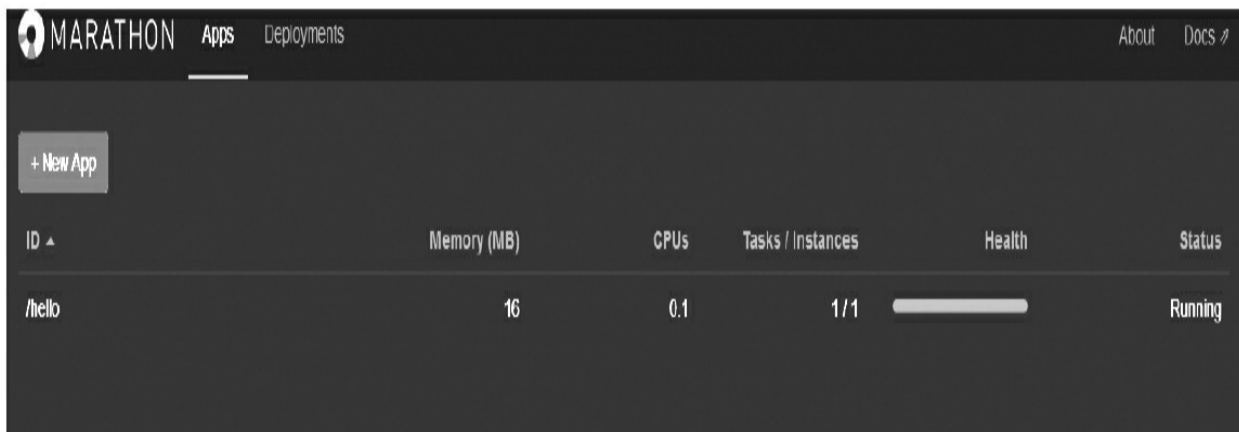 MARATHON Apps Deployments About Docs
+ New App
ID Memory (MB) CPUs Tasks / Instances Health Status
/hello 16 0.1 1 / 1 Running